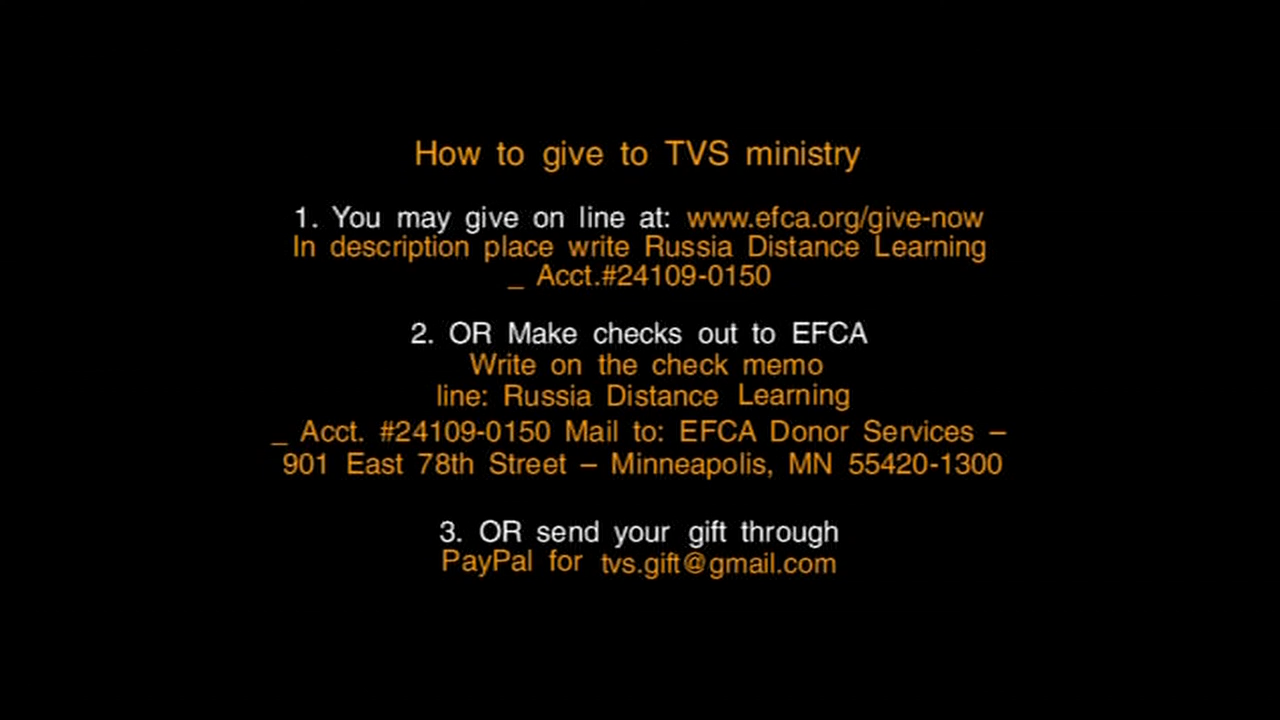 How to give to TVS ministry
1. You may give on line at: www.efca.org/give-now
In description place write Russia Distance Learning
_ Acct.#24109-0150
2. OR Make checks out to EFCA
Write on the check memo
line: Russia Distance Learning
_ Acct. #24109-0150 Mail to: EFCA Donor Services –
901 East 78th Street – Minneapolis, MN 55420-1300
3. OR send your gift through
PayPal for tvs.gift@gmail.com